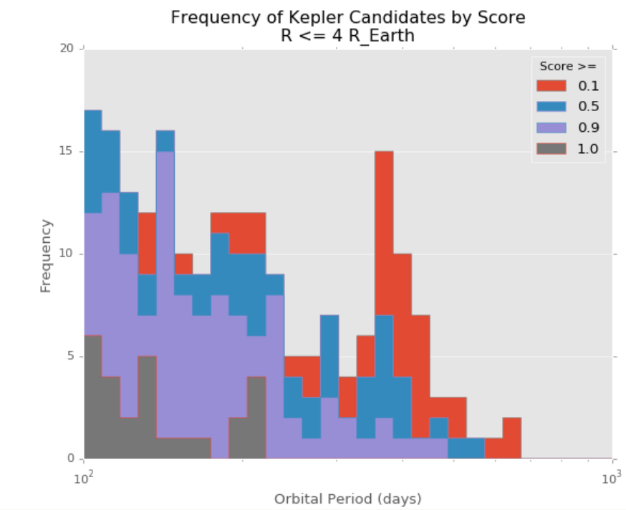 Frequency of Kepler Candidates by Score
R <= 4 R_Earth
20
15
10
5
0
Frequency
Score >=
0.1
0.5
0.9
1.0
10²
10³
Orbital Period (days)